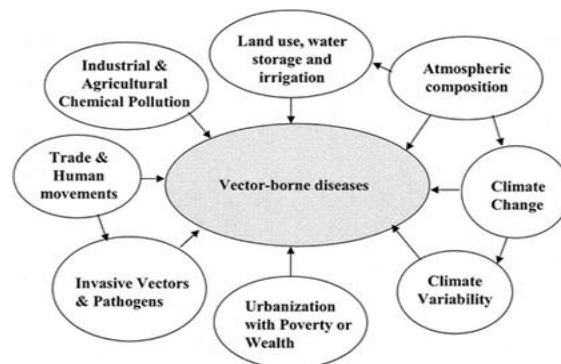 Land use, water
storage and
irrigation
Industrial &
Agricultural
Chemical Pollution
Atmospheric
composition
Trade &
Human
movements
Vector-borne diseases
Climate
Change
Invasive Vectors
& Pathogens
Urbanization
with Poverty or
Wealth
Climate
Variability